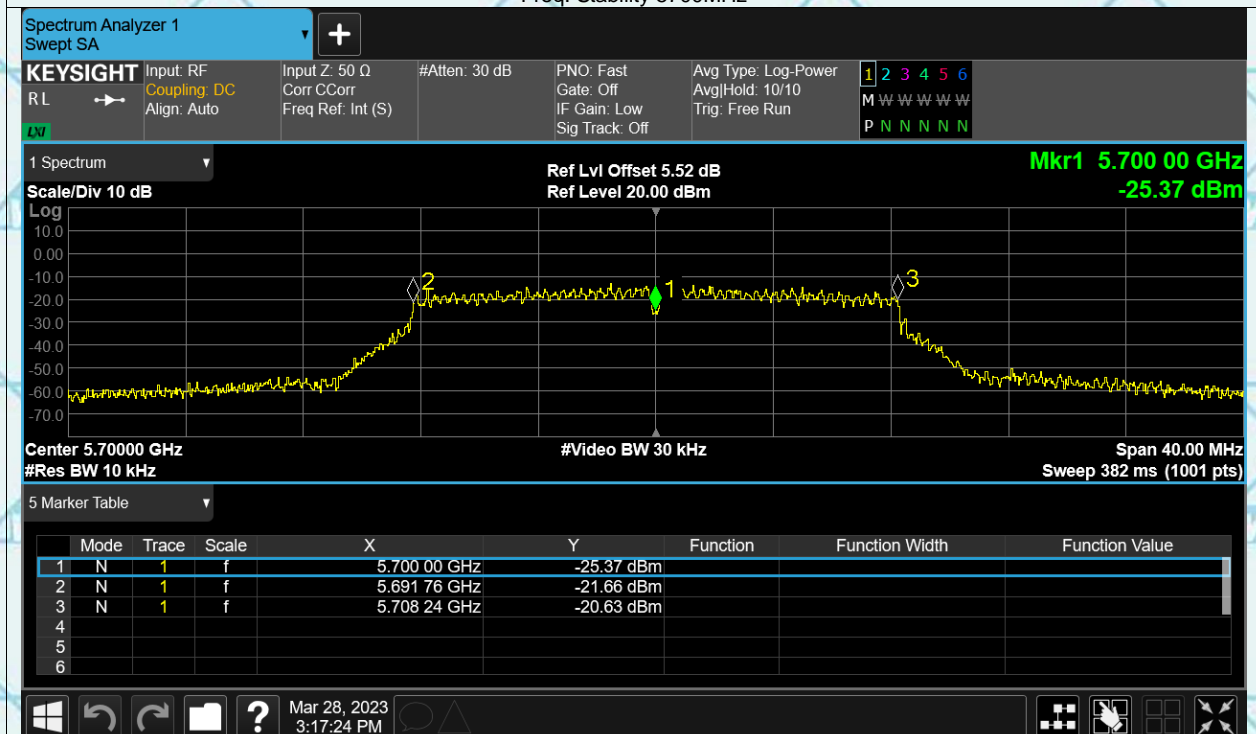 Freq. Stability 5700MHz
Spectrum Analyzer 1
Swept SA
+
KEYSIGHT Input: RF Input Z: 50 Ω #Atten: 30 dB PNO: Fast Avg Type: Log-Power 1 2 3 4 5 6
RL Coupling: DC Corr CCorr Gate: Off Avg|Hold: 10/10 M W W W W W
Align: Auto Freq Ref: Int (S) IF Gain: Low Trig: Free Run
LXI Sig Track: Off P N N N N N
1 Spectrum Ref Lvl Offset 5.52 dB Mkr1 5.700 00 GHz
Scale/Div 10 dB Ref Level 20.00 dBm -25.37 dBm
Log
10.0
0.00
-10.0
-20.0
-30.0
-40.0
-50.0
-60.0
-70.0
2
1
3
Center 5.70000 GHz #Video BW 30 kHz Span 40.00 MHz
#Res BW 10 kHz Sweep 382 ms (1001 pts)
5 Marker Table
Mode Trace Scale X Y Function Function Width Function Value
1 N 1 f 5.700 00 GHz -25.37 dBm
2 N 1 f 5.691 76 GHz -21.66 dBm
3 N 1 f 5.708 24 GHz -20.63 dBm
4
5
6
? Mar 28, 2023
3:17:24 PM